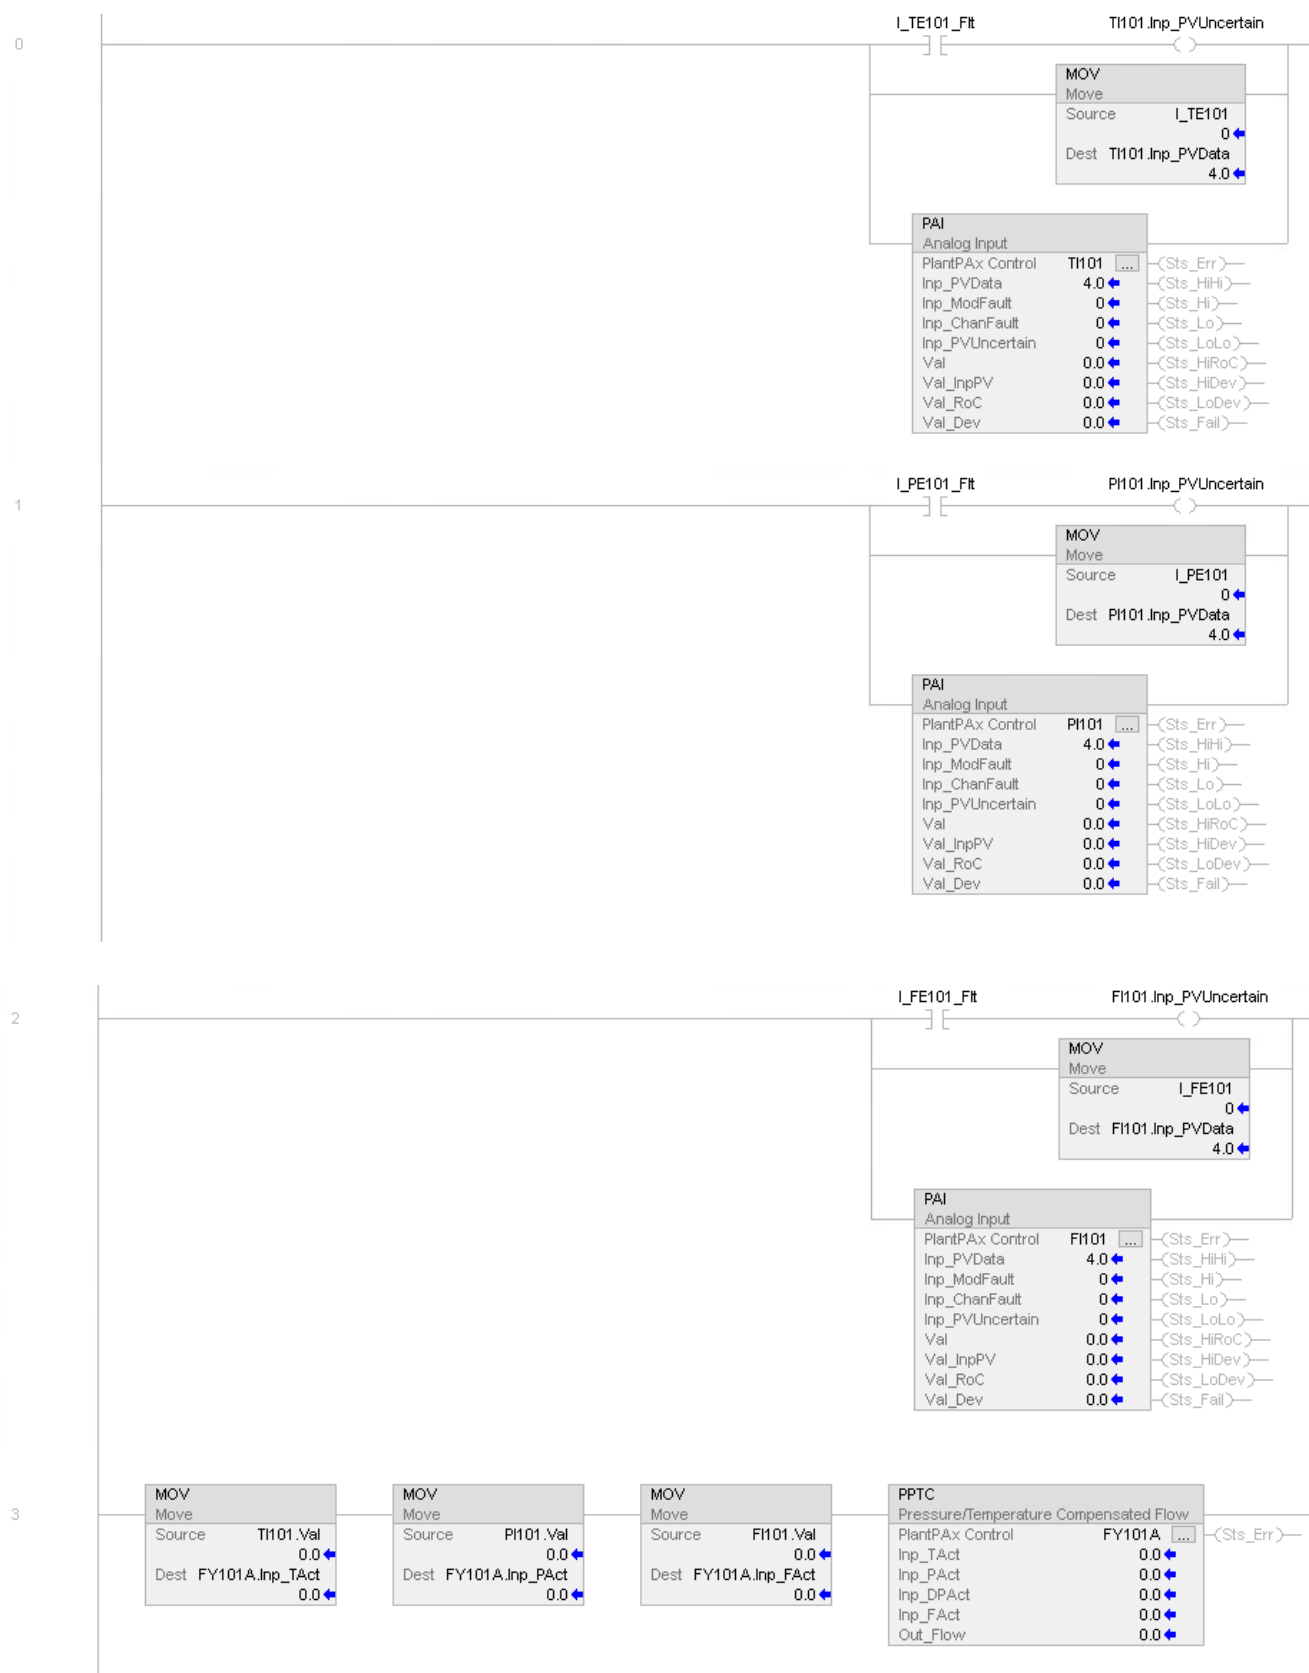 I_TE101_Flt TI101.Inp_PVUncertain
0
MOV
Move
Source I_TE101
0
Dest TI101.Inp_PVData
4.0
PAI
Analog Input
PlantPAx Control TI101 ... (Sts_Err)
Inp_PVData 4.0 (Sts_HiHi)
Inp_ModFault 0 (Sts_Hi)
Inp_ChanFault 0 (Sts_Lo)
Inp_PVUncertain 0 (Sts_LoLo)
Val 0.0 (Sts_HiRoC)
Val_InpPV 0.0 (Sts_HiDev)
Val_RoC 0.0 (Sts_LoDev)
Val_Dev 0.0 (Sts_Fail)
I_PE101_Flt PI101.Inp_PVUncertain
1
MOV
Move
Source I_PE101
0
Dest PI101.Inp_PVData
4.0
PAI
Analog Input
PlantPAx Control PI101 ... (Sts_Err)
Inp_PVData 4.0 (Sts_HiHi)
Inp_ModFault 0 (Sts_Hi)
Inp_ChanFault 0 (Sts_Lo)
Inp_PVUncertain 0 (Sts_LoLo)
Val 0.0 (Sts_HiRoC)
Val_InpPV 0.0 (Sts_HiDev)
Val_RoC 0.0 (Sts_LoDev)
Val_Dev 0.0 (Sts_Fail)
I_FE101_Flt FI101.Inp_PVUncertain
2
MOV
Move
Source I_FE101
0
Dest FI101.Inp_PVData
4.0
PAI
Analog Input
PlantPAx Control FI101 ... (Sts_Err)
Inp_PVData 4.0 (Sts_HiHi)
Inp_ModFault 0 (Sts_Hi)
Inp_ChanFault 0 (Sts_Lo)
Inp_PVUncertain 0 (Sts_LoLo)
Val 0.0 (Sts_HiRoC)
Val_InpPV 0.0 (Sts_HiDev)
Val_RoC 0.0 (Sts_LoDev)
Val_Dev 0.0 (Sts_Fail)
3
MOV
Move
Source TI101.Val
0.0
Dest FY101A.Inp_TAct
0.0
MOV
Move
Source PI101.Val
0.0
Dest FY101A.Inp_PAct
0.0
MOV
Move
Source FI101.Val
0.0
Dest FY101A.Inp_FAct
0.0
PPTC
Pressure/Temperature Compensated Flow
PlantPAx Control FY101A ... (Sts_Err)
Inp_TAct 0.0
Inp_PAct 0.0
Inp_DPAct 0.0
Inp_FAct 0.0
Out_Flow 0.0